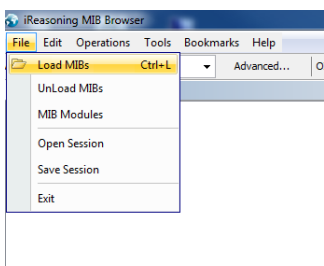 iReasoning MIB Browser
File Edit Operations Tools Bookmarks Help
Load MIBs Ctrl+L
Advanced...
UnLoad MIBs
MIB Modules
Open Session
Save Session
Exit